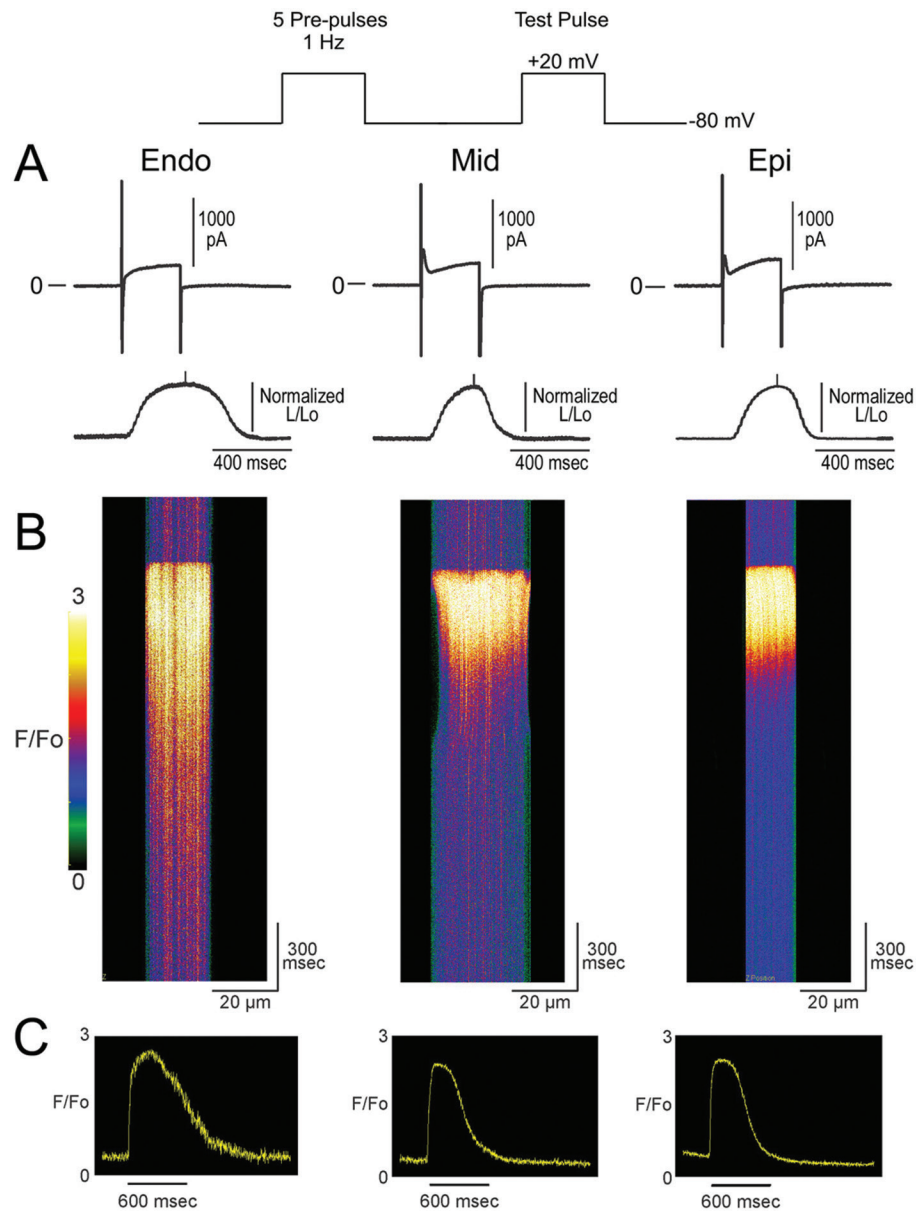 5 Pre-pulses
1 Hz
Test Pulse
+20 mV
-80 mV
A
Endo
Mid
Epi
1000
pA
1000
pA
1000
pA
0
0
0
Normalized
L/Lo
Normalized
L/Lo
Normalized
L/Lo
400 msec
400 msec
400 msec
B
3
F/Fo
0
300
msec
20 µm
300
msec
20 µm
Z Position
300
msec
20 µm
C
3
F/Fo
0
600 msec
3
F/Fo
0
600 msec
3
F/Fo
0
600 msec